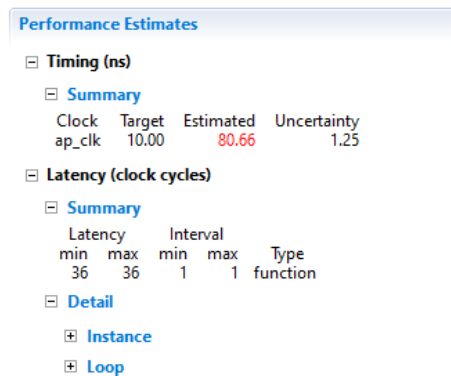 Performance Estimates
Timing (ns)
Summary
Clock Target Estimated Uncertainty
ap_clk 10.00 80.66 1.25
Latency (clock cycles)
Summary
Latency Interval
min max min max Type
36 36 1 1 function
Detail
Instance
Loop